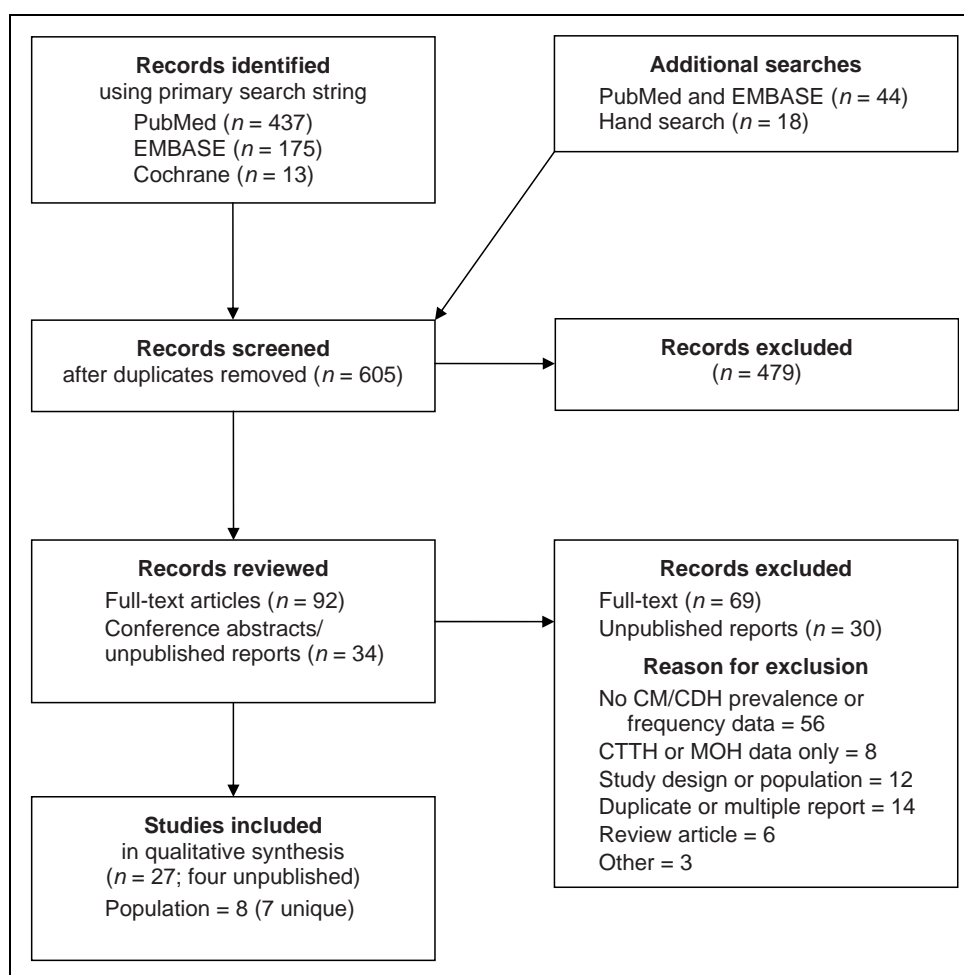 Records identified
using primary search string
PubMed (n = 437)
EMBASE (n = 175)
Cochrane (n = 13)
Additional searches
PubMed and EMBASE (n = 44)
Hand search (n = 18)
Records screened
after duplicates removed (n = 605)
Records excluded
(n = 479)
Records reviewed
Full-text articles (n = 92)
Conference abstracts/
unpublished reports (n = 34)
Records excluded
Full-text (n = 69)
Unpublished reports (n = 30)
Reason for exclusion
No CM/CDH prevalence or
frequency data = 56
CTTH or MOH data only = 8
Study design or population = 12
Duplicate or multiple report = 14
Review article = 6
Other = 3
Studies included
in qualitative synthesis
(n = 27; four unpublished)
Population = 8 (7 unique)